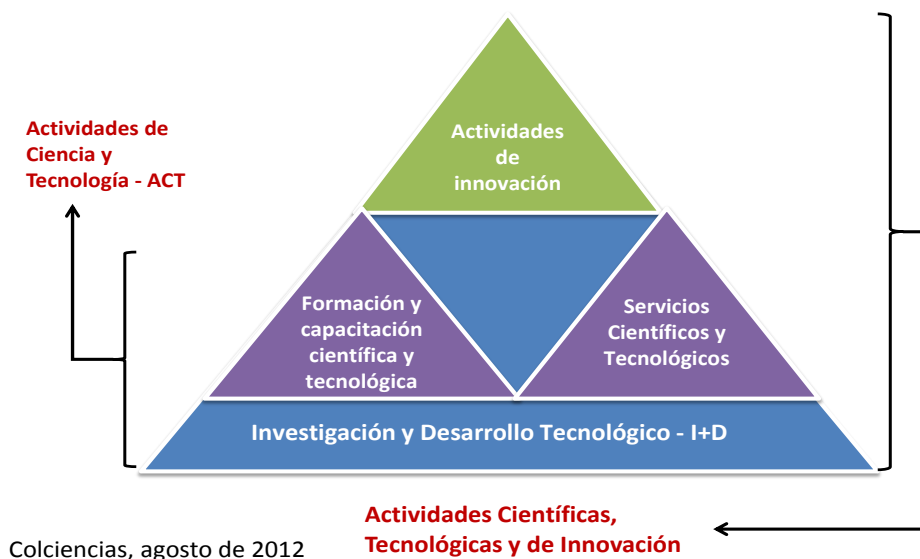 Actividades de
Ciencia y
Tecnología - ACT
Actividades
de
innovación
Formación y
capacitación
científica y
tecnológica
Servicios
Científicos y
Tecnológicos
Investigación y Desarrollo Tecnológico - I+D
Actividades Científicas,
Tecnológicas y de Innovación
Colciencias, agosto de 2012